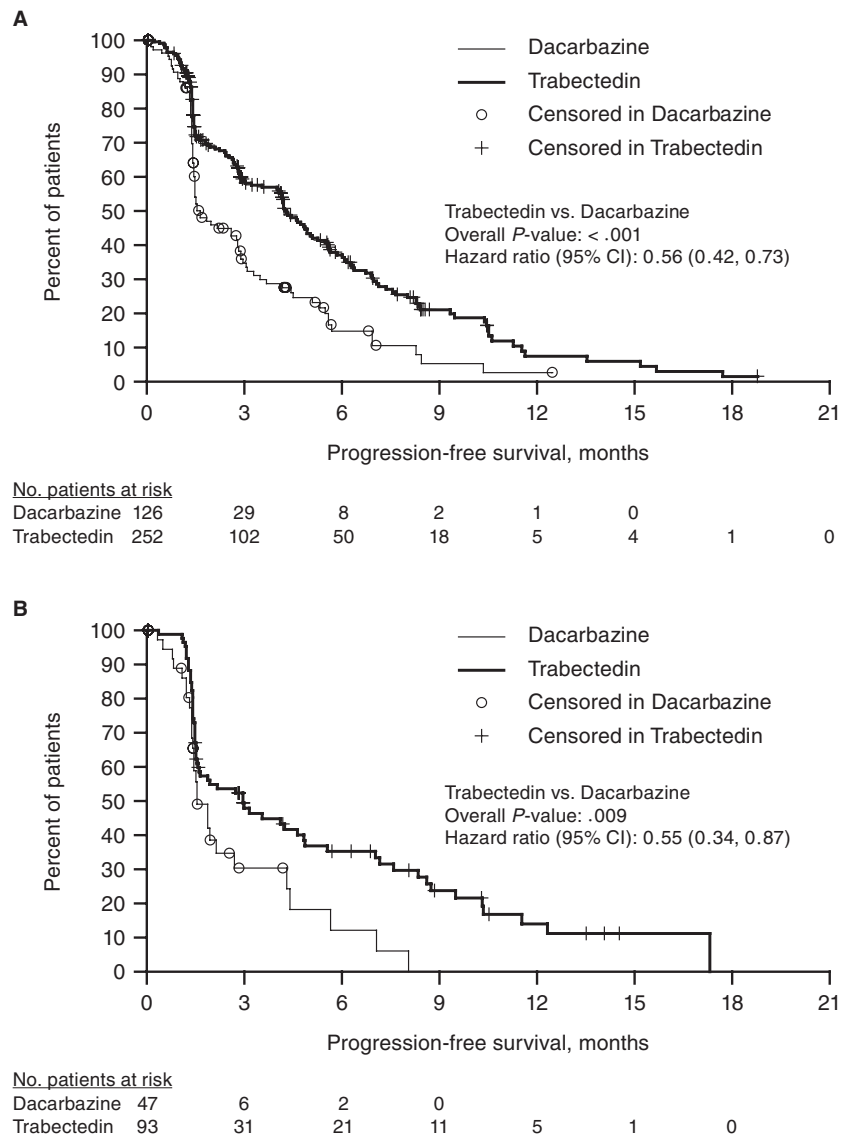 A
100
90
80
70
60
50
40
30
20
10
0
Percent of patients
Dacarbazine
Trabectedin
Censored in Dacarbazine
Censored in Trabectedin
Trabectedin vs. Dacarbazine
Overall P-value: < .001
Hazard ratio (95% CI): 0.56 (0.42, 0.73)
0 3 6 9 12 15 18 21
Progression-free survival, months
No. patients at risk
Dacarbazine 126 29 8 2 1 0
Trabectedin 252 102 50 18 5 4 1 0
B
100
90
80
70
60
50
40
30
20
10
0
Percent of patients
Dacarbazine
Trabectedin
Censored in Dacarbazine
Censored in Trabectedin
Trabectedin vs. Dacarbazine
Overall P-value: .009
Hazard ratio (95% CI): 0.55 (0.34, 0.87)
0 3 6 9 12 15 18 21
Progression-free survival, months
No. patients at risk
Dacarbazine 47 6 2 0
Trabectedin 93 31 21 11 5 1 0